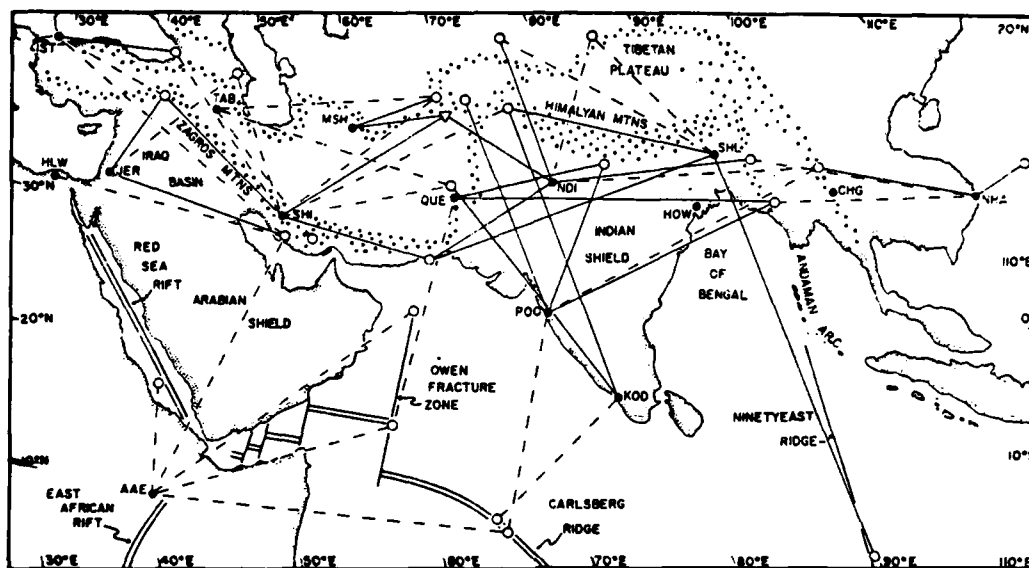 30°E
40°E
50°E
60°E
70°E
80°E
90°E
100°E
20°N
IST
TIBETAN
PLATEAU
TAB
MSH
HIMALYAN MTNS
SHL
ZAGROS MTNS
IRAQ
BASIN
HLW
JER
30°N
NDI
CHG
QUE
SHI
HOW
NHA
RED
SEA
RIFT
ARABIAN
SHIELD
INDIAN
SHIELD
BAY
OF
BENGAL
ANDAMAN ARC
110°E
20°N
POO
OWEN
FRACTURE
ZONE
KOD
NINETYEAST
RIDGE
10°N
10°N
AAE
EAST
AFRICAN
RIFT
CARLSBERG
RIDGE
30°E
40°E
50°E
60°E
70°E
80°E
90°E
110°E